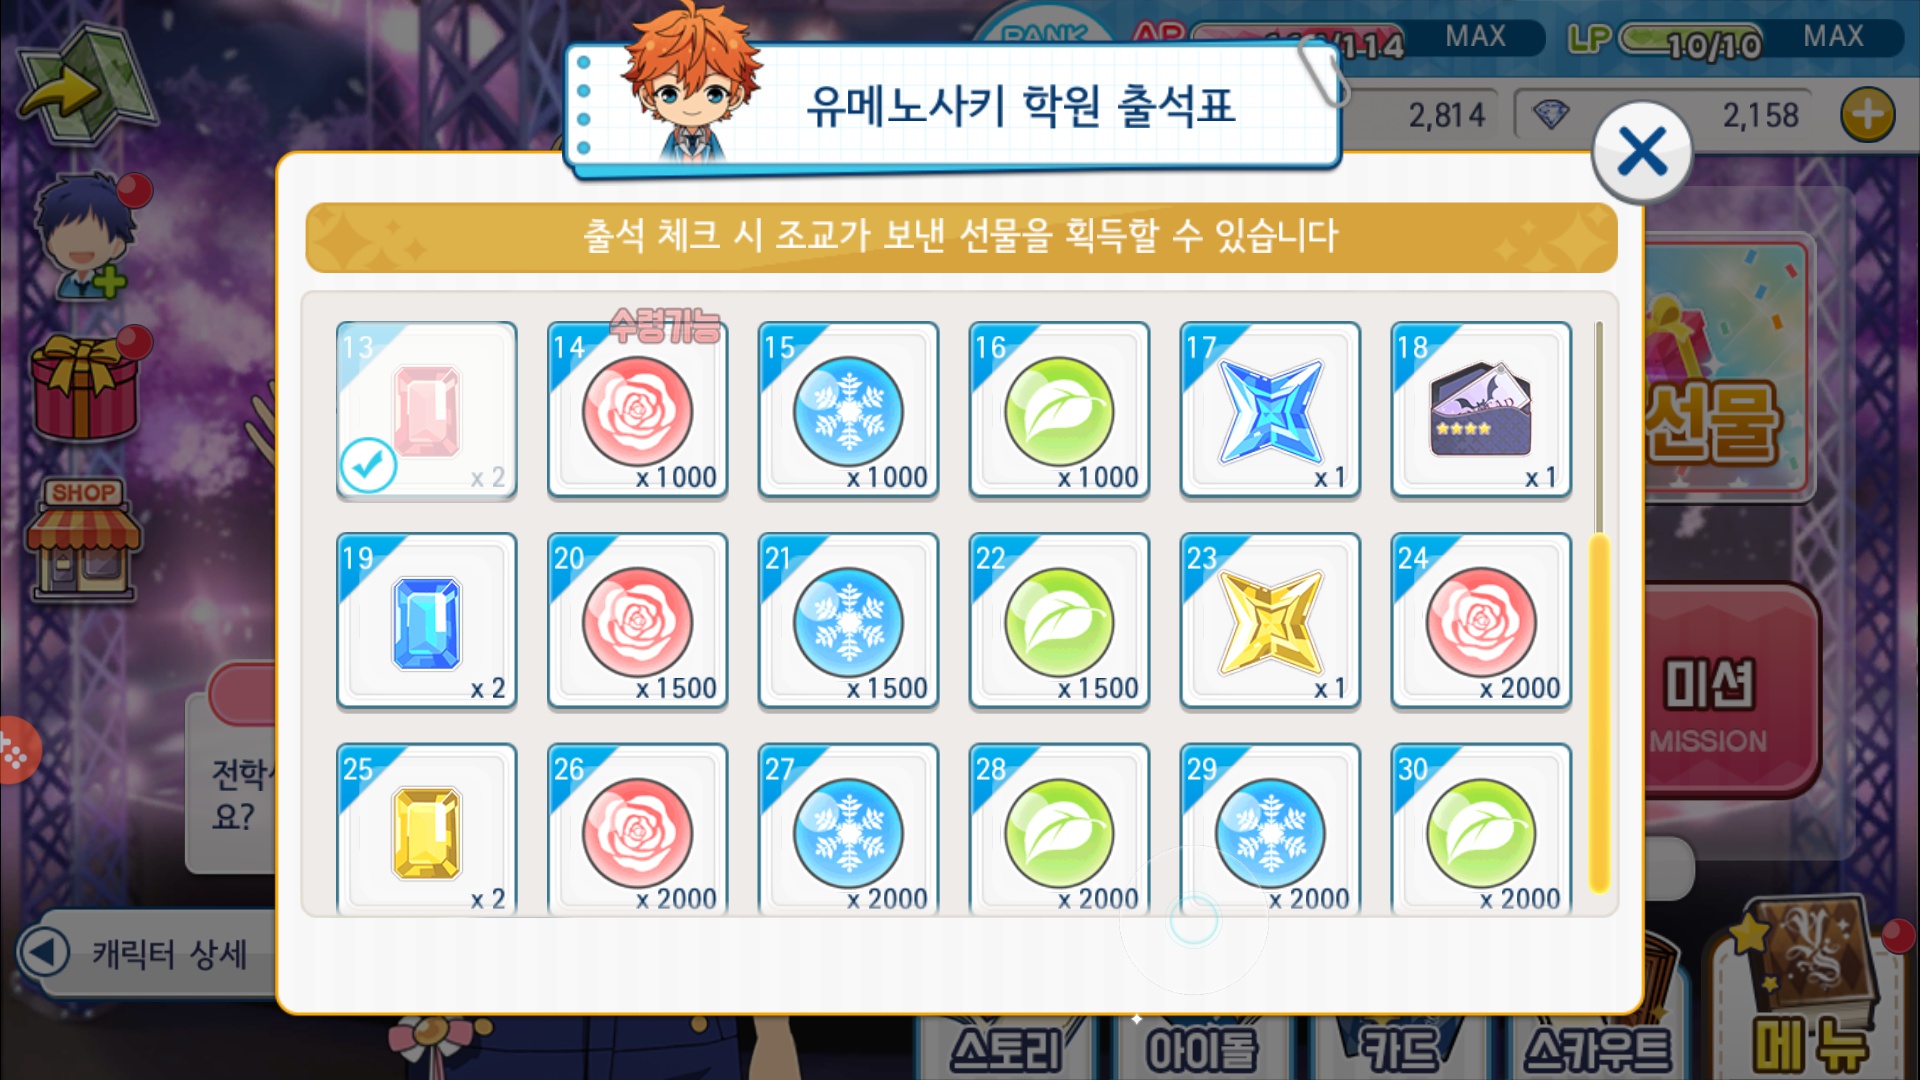 RANK
AP
/114
MAX
LP
10/10
MAX
유메노사키 학원 출석표
2,814
2,158
출석 체크 시 조교가 보낸 선물을 획득할 수 있습니다
수령가능
13
14
15
16
17
18
x 2
x 1000
x 1000
x 1000
x 1
x 1
선물
SHOP
19
20
21
22
23
24
x 2
x 1500
x 1500
x 1500
x 1
x 2000
미션
MISSION
25
26
27
28
29
30
x 2
x 2000
x 2000
x 2000
x 2000
x 2000
요?
캐릭터 상세
스토리
아이돌
카드
스카우트
메뉴